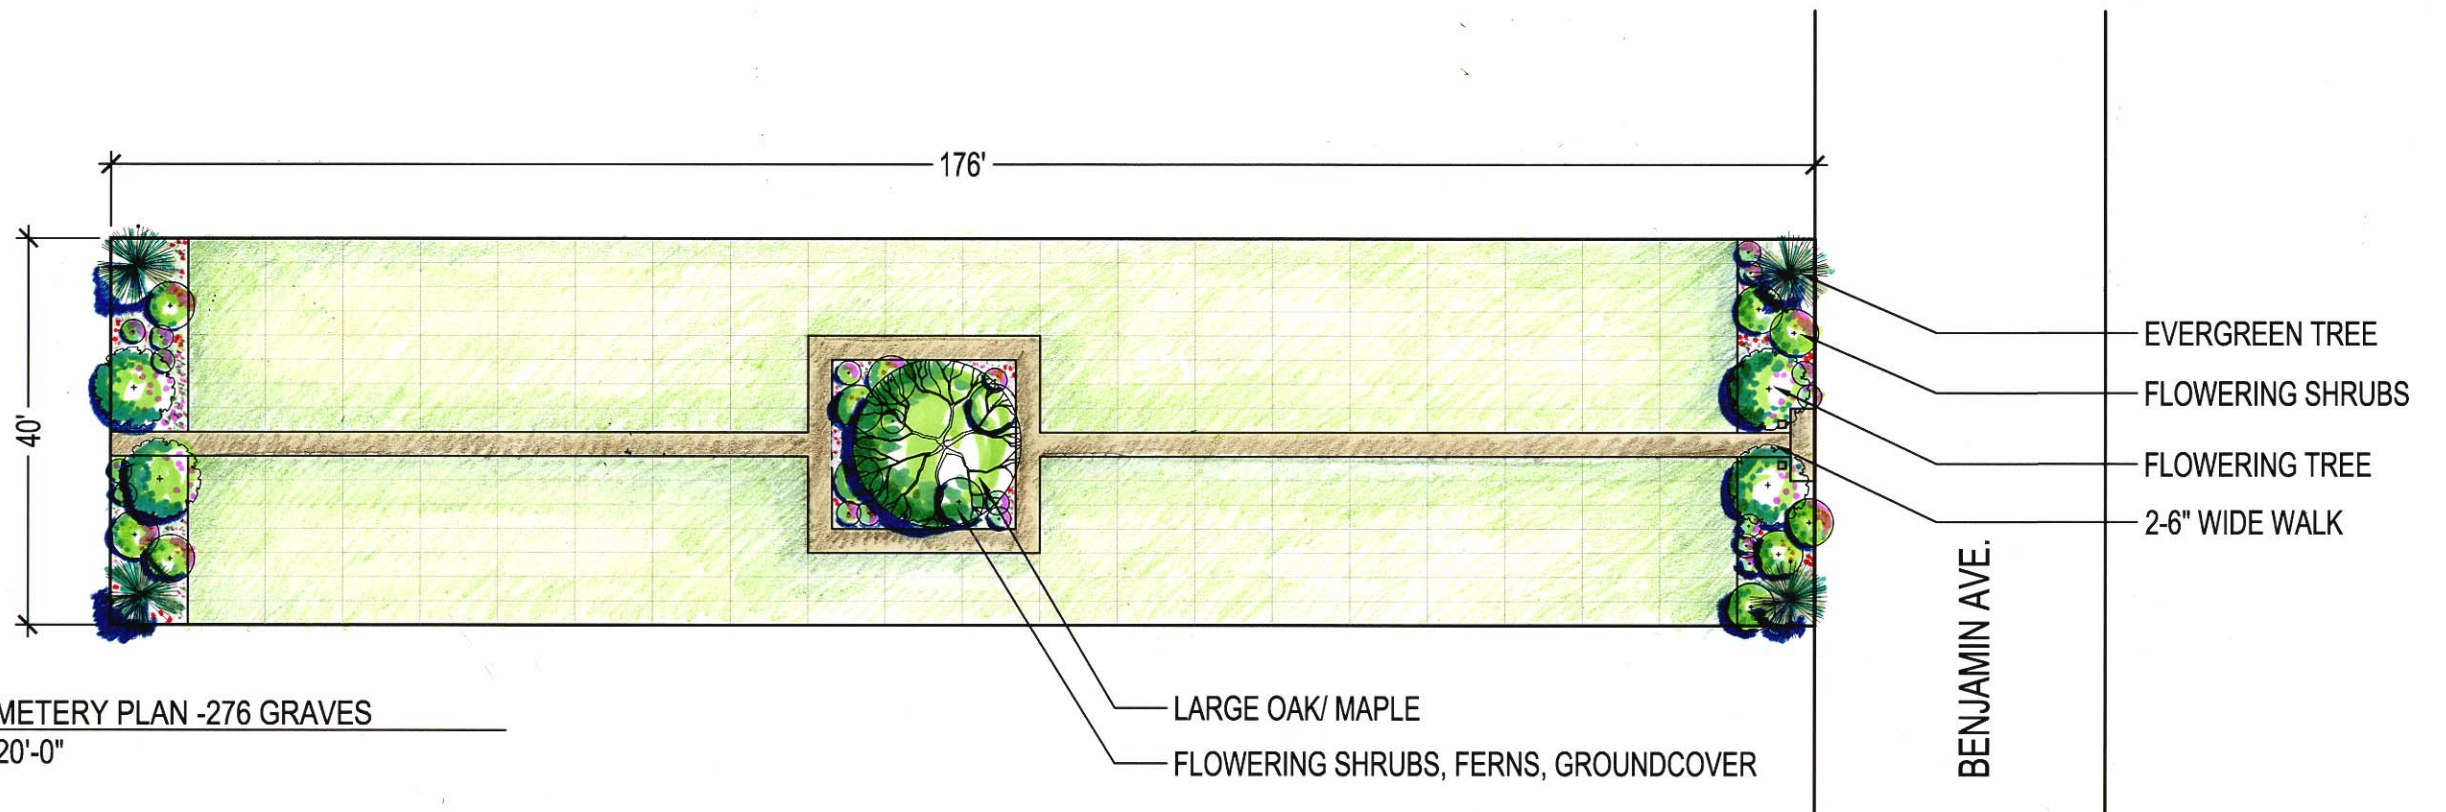 176'
40'
EVERGREEN TREE
FLOWERING SHRUBS
FLOWERING TREE
2-6" WIDE WALK
BENJAMIN AVE.
LARGE OAK/ MAPLE
FLOWERING SHRUBS, FERNS, GROUNDCOVER
METERY PLAN -276 GRAVES
20'-0"